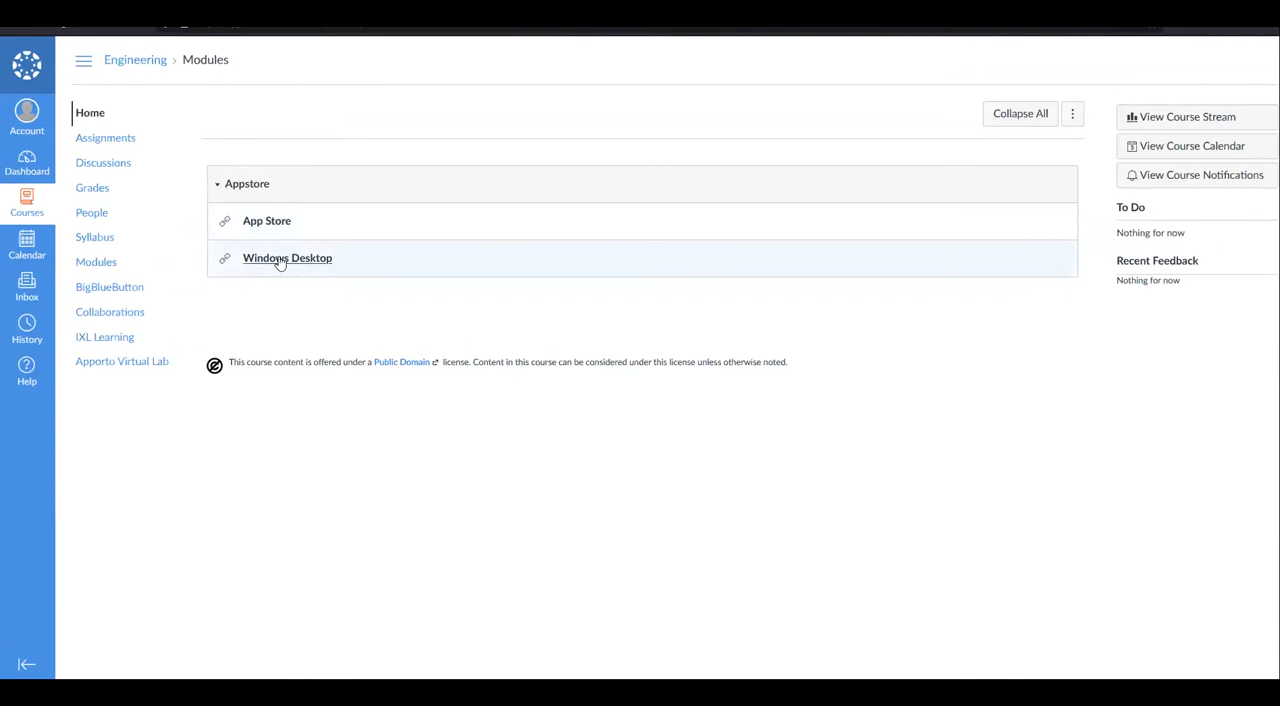 Engineering › Modules
Account
Dashboard
Courses
Calendar
Inbox
History
Help
Home
Assignments
Discussions
Grades
People
Syllabus
Modules
BigBlueButton
Collaborations
IXL Learning
Apporto Virtual Lab
Collapse All
Appstore
App Store
Windows Desktop
This course content is offered under a Public Domain license. Content in this course can be considered under this license unless otherwise noted.
View Course Stream
View Course Calendar
View Course Notifications
To Do
Nothing for now
Recent Feedback
Nothing for now